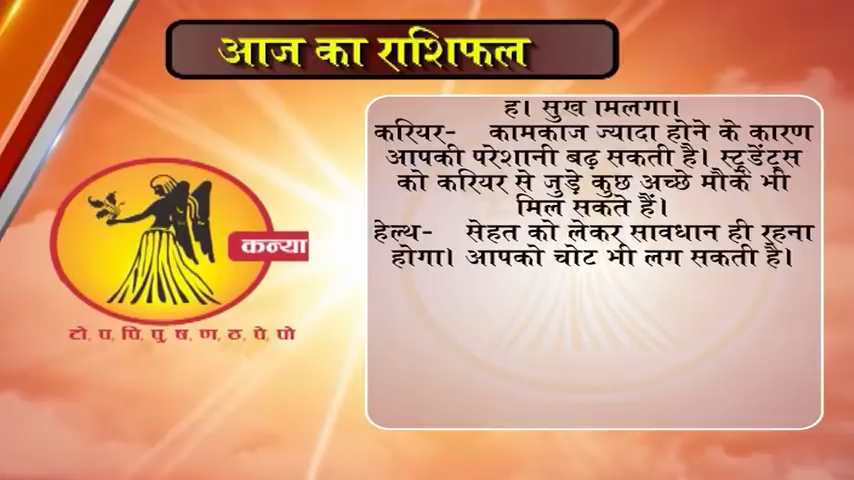 आज का राशिफल
है। सुख मिलेगा।
करियर- कामकाज ज्यादा होने के कारण
आपकी परेशानी बढ़ सकती है। स्टूडेंट्स
को करियर से जुड़े कुछ अच्छे मौके भी
मिल सकते हैं।
हेल्थ- सेहत को लेकर सावधान ही रहना
होगा। आपको चोट भी लग सकती है।
कन्या
टो, प, पि, पु, ष, ण, ठ, पे, पो